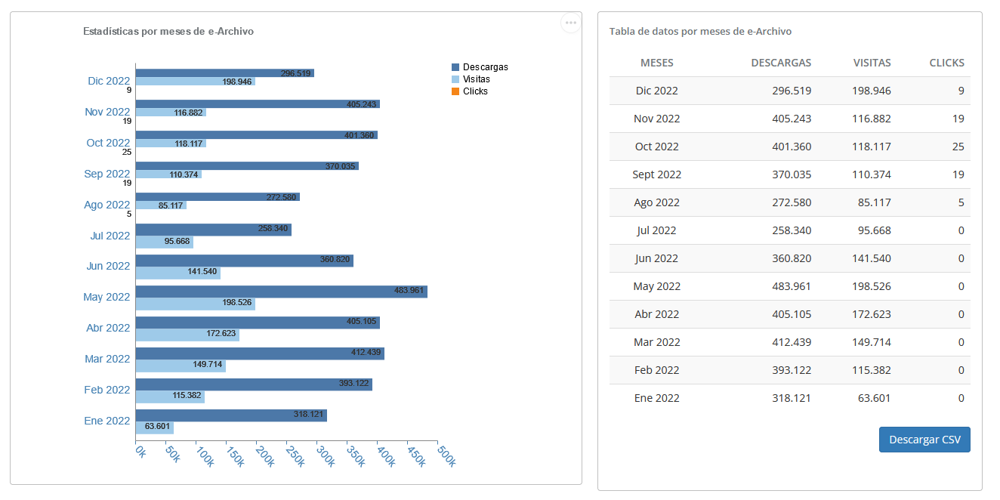 Estadísticas por meses de e-Archivo
Descargas
Visitas
Clicks
Dic 2022
296.519
198.946
9
Nov 2022
405.243
116.882
19
Oct 2022
401.360
118.117
25
Sep 2022
370.035
110.374
19
Ago 2022
272.580
85.117
5
Jul 2022
258.340
95.668
Jun 2022
360.820
141.540
May 2022
483.961
198.526
Abr 2022
405.105
172.623
Mar 2022
412.439
149.714
Feb 2022
393.122
115.382
Ene 2022
318.121
63.601
0k 50k 100k 150k 200k 250k 300k 350k 400k 450k 500k
Tabla de datos por meses de e-Archivo
MESES DESCARGAS VISITAS CLICKS
Dic 2022 296.519 198.946 9
Nov 2022 405.243 116.882 19
Oct 2022 401.360 118.117 25
Sept 2022 370.035 110.374 19
Ago 2022 272.580 85.117 5
Jul 2022 258.340 95.668 0
Jun 2022 360.820 141.540 0
May 2022 483.961 198.526 0
Abr 2022 405.105 172.623 0
Mar 2022 412.439 149.714 0
Feb 2022 393.122 115.382 0
Ene 2022 318.121 63.601 0
Descargar CSV